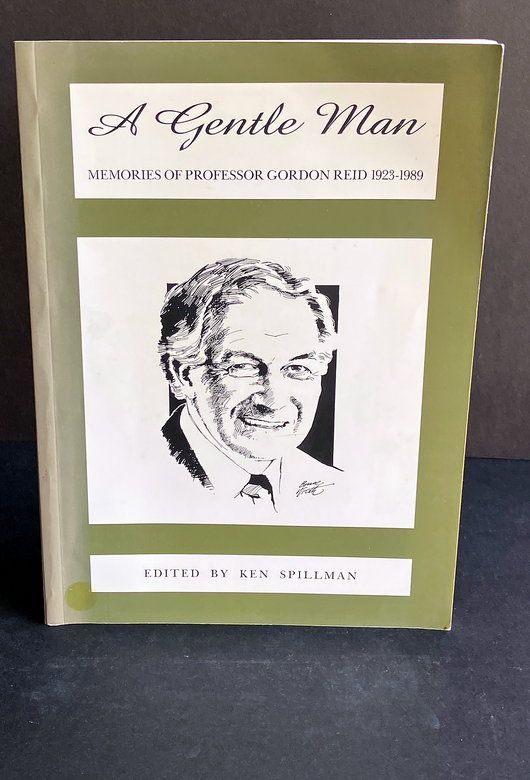 A Gentle Man
MEMORIES OF PROFESSOR GORDON REID 1923-1989
EDITED BY KEN SPILLMAN